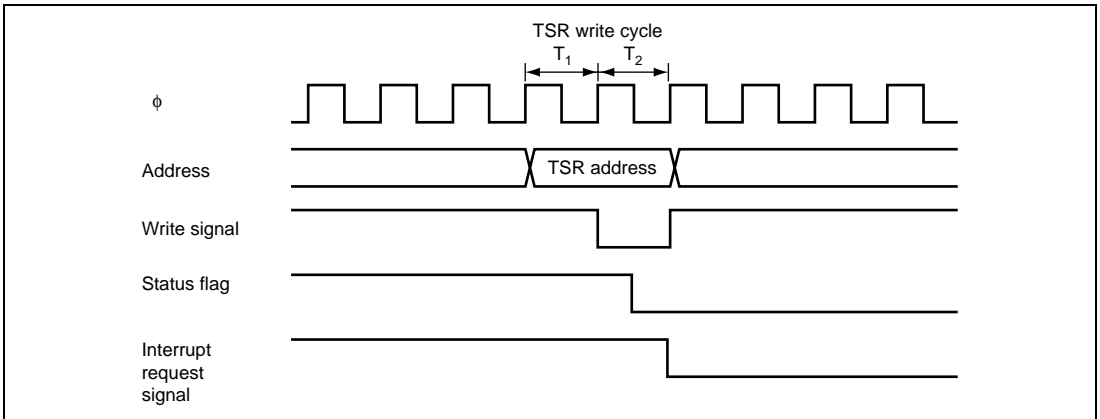 TSR write cycle
T1 T2
ϕ
Address
TSR address
Write signal
Status flag
Interrupt
request
signal